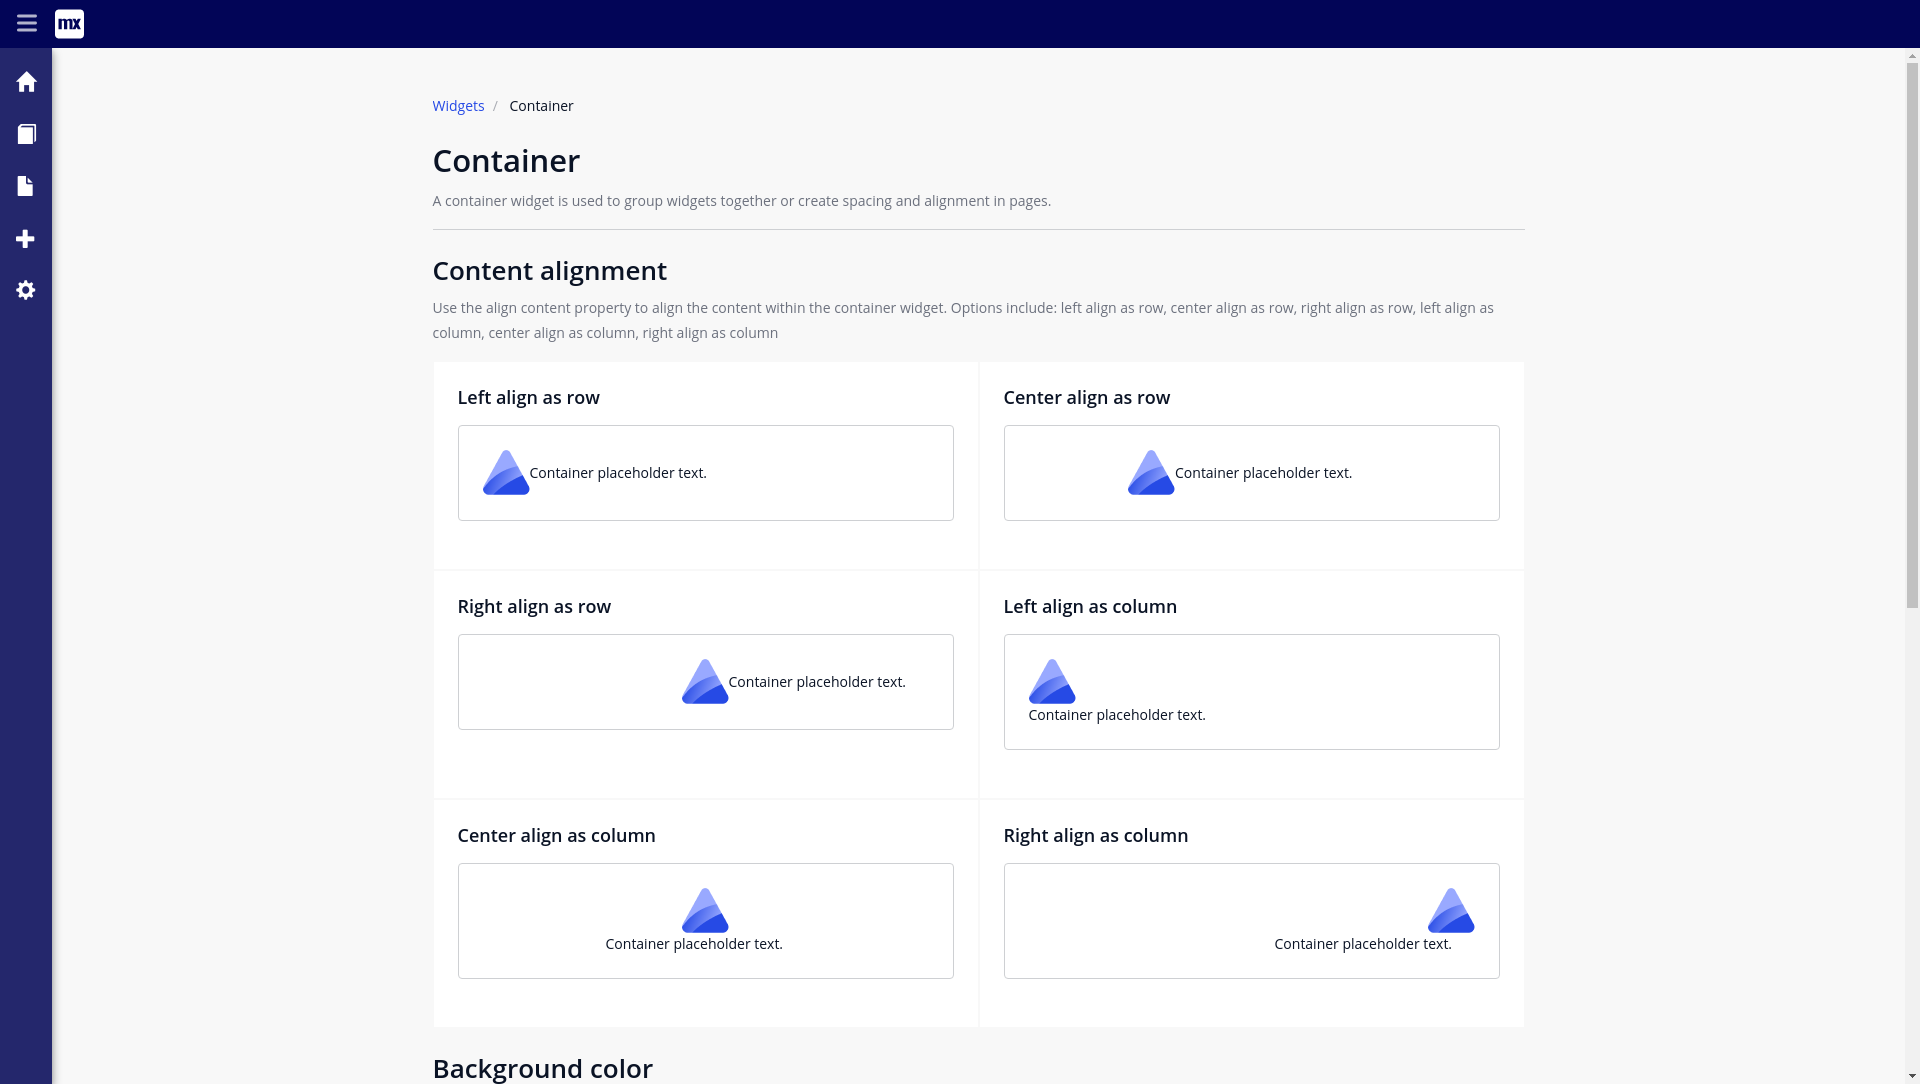 mx
Widgets / Container
Container
A container widget is used to group widgets together or create spacing and alignment in pages.
Content alignment
Use the align content property to align the content within the container widget. Options include: left align as row, center align as row, right align as row, left align as
column, center align as column, right align as column
Left align as row
Container placeholder text.
Center align as row
Container placeholder text.
Right align as row
Container placeholder text.
Left align as column
Container placeholder text.
Center align as column
Container placeholder text.
Right align as column
Container placeholder text.
Background color